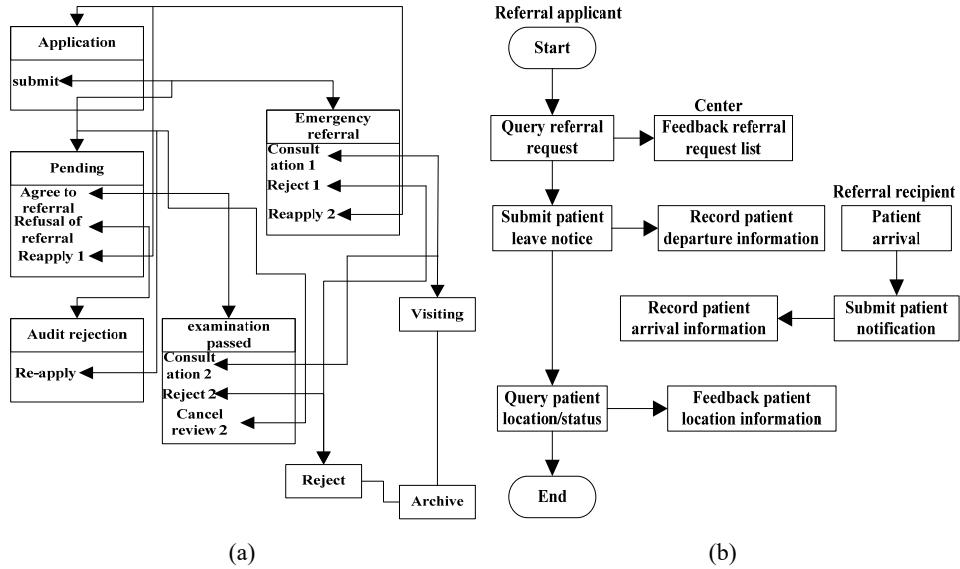 Application
submit
Pending
Agree to
referral
Refusal of
referral
Reapply 1
Audit rejection
Re-apply
Emergency
referral
Consult
ation 1
Reject 1
Reapply 2
examination
passed
Consult
ation 2
Reject 2
Cancel
review 2
Visiting
Reject
Archive
(a)
Referral applicant
Start
Query referral
request
Center
Feedback referral
request list
Submit patient
leave notice
Record patient
departure information
Referral recipient
Patient
arrival
Record patient
arrival information
Submit patient
notification
Query patient
location/status
Feedback patient
location information
End
(b)